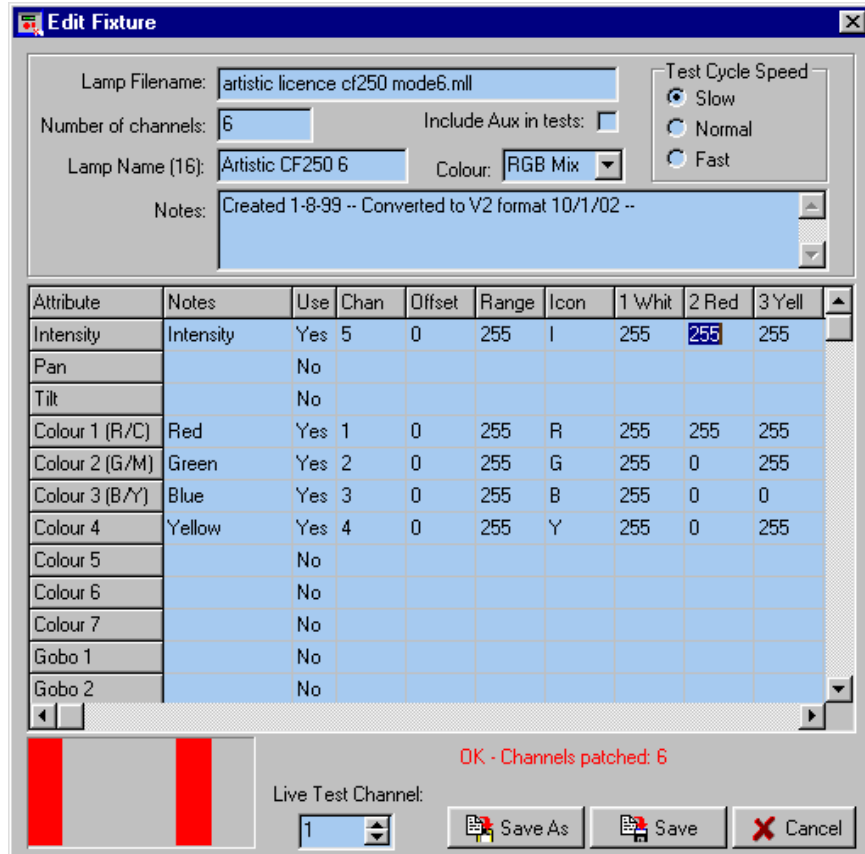 Edit Fixture
Lamp Filename: artistic licence cf250 mode6.mll
Number of channels: 6
Include Aux in tests:
Lamp Name (16): Artistic CF250 6
Colour: RGB Mix
Test Cycle Speed
Slow
Normal
Fast
Notes: Created 1-8-99 -- Converted to V2 format 10/1/02 --
Attribute Notes Use Chan Offset Range Icon 1 Whit 2 Red 3 Yell
Intensity Intensity Yes 5 0 255 I 255 255 255
Pan No
Tilt No
Colour 1 (R/C) Red Yes 1 0 255 R 255 255 255
Colour 2 (G/M) Green Yes 2 0 255 G 255 0 255
Colour 3 (B/Y) Blue Yes 3 0 255 B 255 0 0
Colour 4 Yellow Yes 4 0 255 Y 255 0 255
Colour 5 No
Colour 6 No
Colour 7 No
Gobo 1 No
Gobo 2 No
OK - Channels patched: 6
Live Test Channel:
1
Save As
Save
Cancel